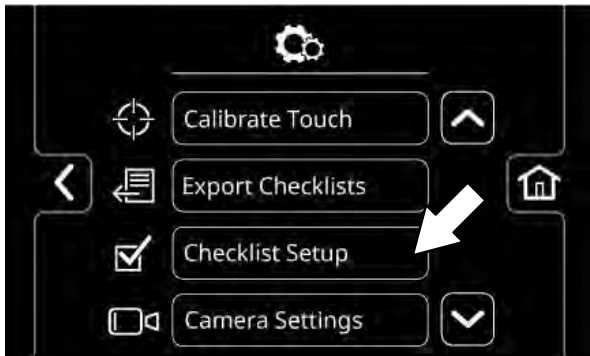 Calibrate Touch
Export Checklists
Checklist Setup
Camera Settings